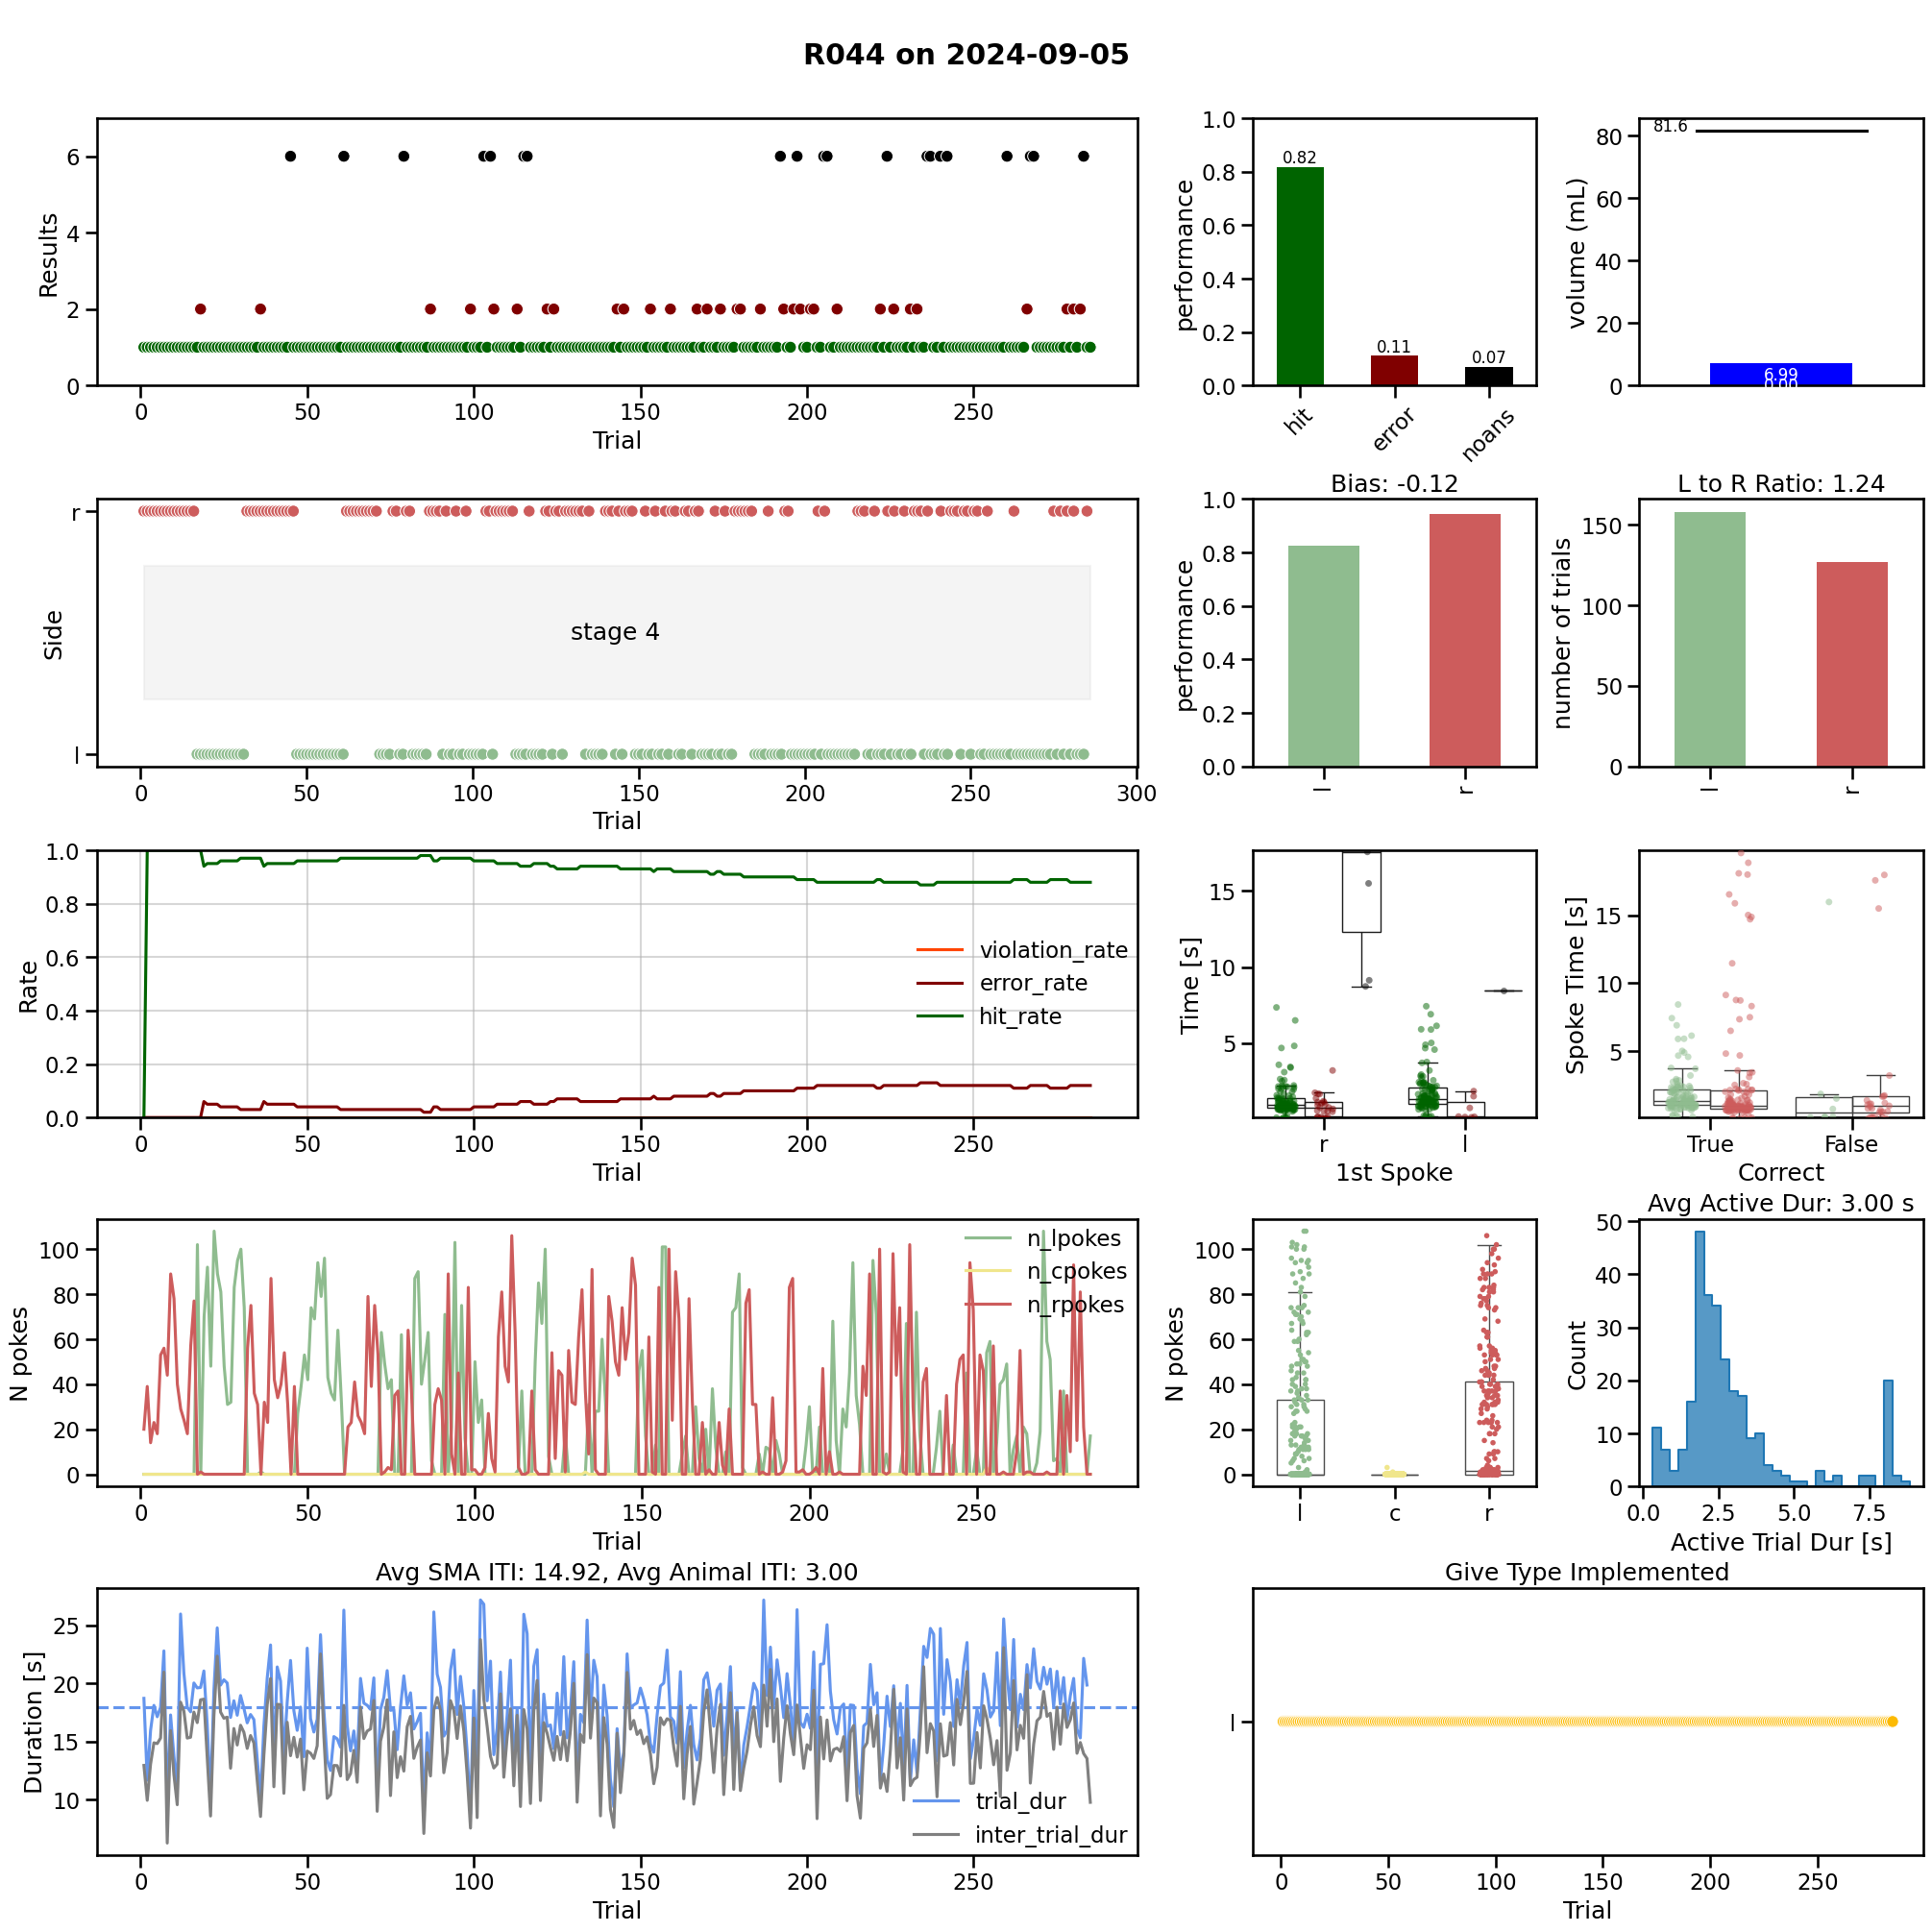 R044 on 2024-09-05
Results
6
4
2
0
0
50
100
150
200
250
Trial
performance
1.0
0.8
0.6
0.4
0.2
0.0
0.82
0.11
0.07
hit
error
noans
volume (mL)
80
60
40
20
0
81.6
6.99
0.00
Side
r
l
stage 4
0
50
100
150
200
250
300
Trial
Bias: -0.12
performance
1.0
0.8
0.6
0.4
0.2
0.0
l
r
L to R Ratio: 1.24
number of trials
150
100
50
0
l
r
Rate
1.0
0.8
0.6
0.4
0.2
0.0
violation_rate
error_rate
hit_rate
0
50
100
150
200
250
Trial
Time [s]
15
10
5
r
l
1st Spoke
Spoke Time [s]
15
10
5
True
False
Correct
N pokes
100
80
60
40
20
0
n_lpokes
n_cpokes
n_rpokes
0
50
100
150
200
250
Trial
N pokes
100
80
60
40
20
0
l
c
r
Avg Active Dur: 3.00 s
Count
50
40
30
20
10
0
0.0
2.5
5.0
7.5
Active Trial Dur [s]
Avg SMA ITI: 14.92, Avg Animal ITI: 3.00
Duration [s]
25
20
15
10
trial_dur
inter_trial_dur
0
50
100
150
200
250
Trial
Give Type Implemented
l
0
50
100
150
200
250
Trial